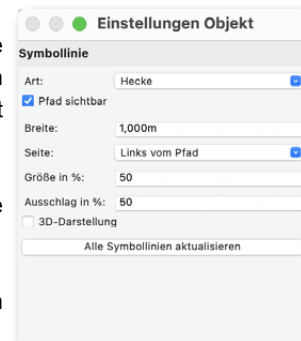 Einstellungen Objekt
Symbollinie
Art: Hecke
Pfad sichtbar
Breite: 1,000m
Seite: Links vom Pfad
Größe in %: 50
Ausschlag in %: 50
3D-Darstellung
Alle Symbollinien aktualisieren